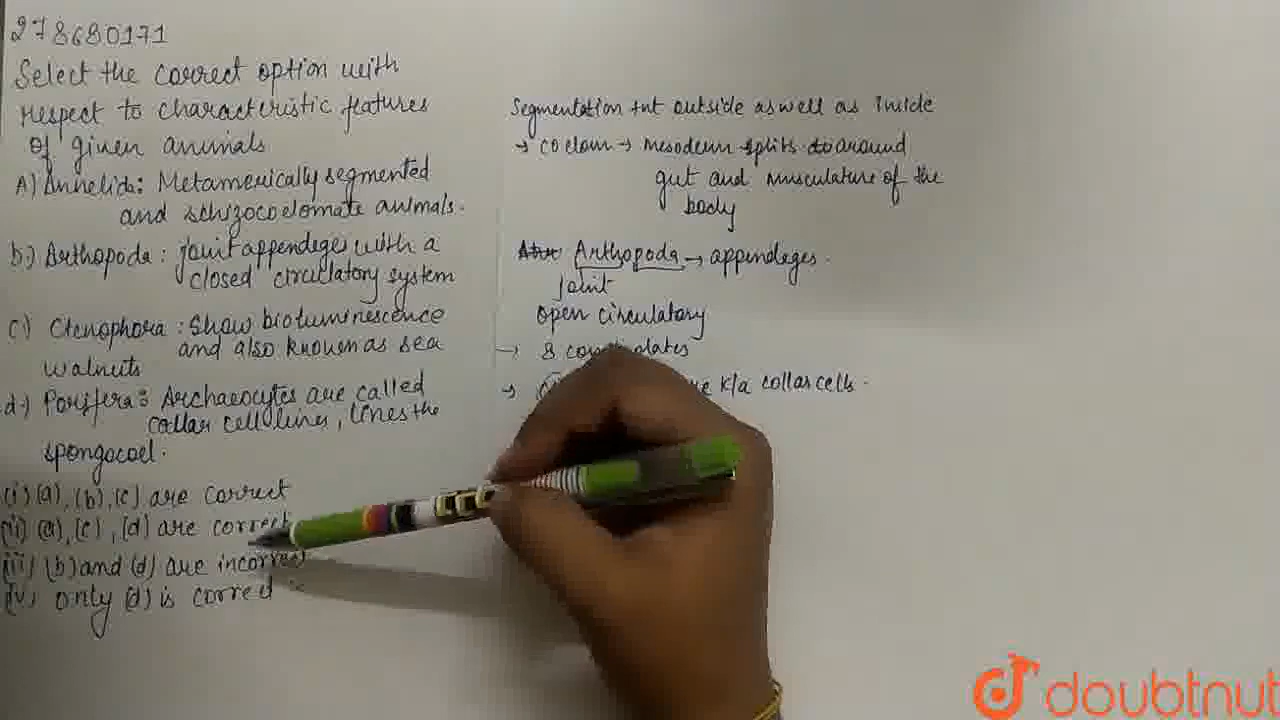 278680171
Select the correct option with
respect to characteristic features
of given animals
A) Annelida: Metamerically segmented
and schizocoelomate animals.
b.) Arthopoda: joint appendeges with a
closed circulatory system
c) Ctenophora: Show bioluminescence
and also known as sea
walnuts
d.) Porifera: Archaeocytes are called
collar cell lines, lines the
spongocoel.
(i) (a), (b), (c) are correct
(ii) (a), (c), (d) are correct
(iii) (b) and (d) are incorrect
(iv) only (d) is correct
Segmentation tnt outside as well as inside
→ coelom → mesoderm splits to around
gut and musculature of the
body
Arthopoda → appendeges.
joint
open circulatory
→ 8 plates
→ k/a collar cells.
doubtnut